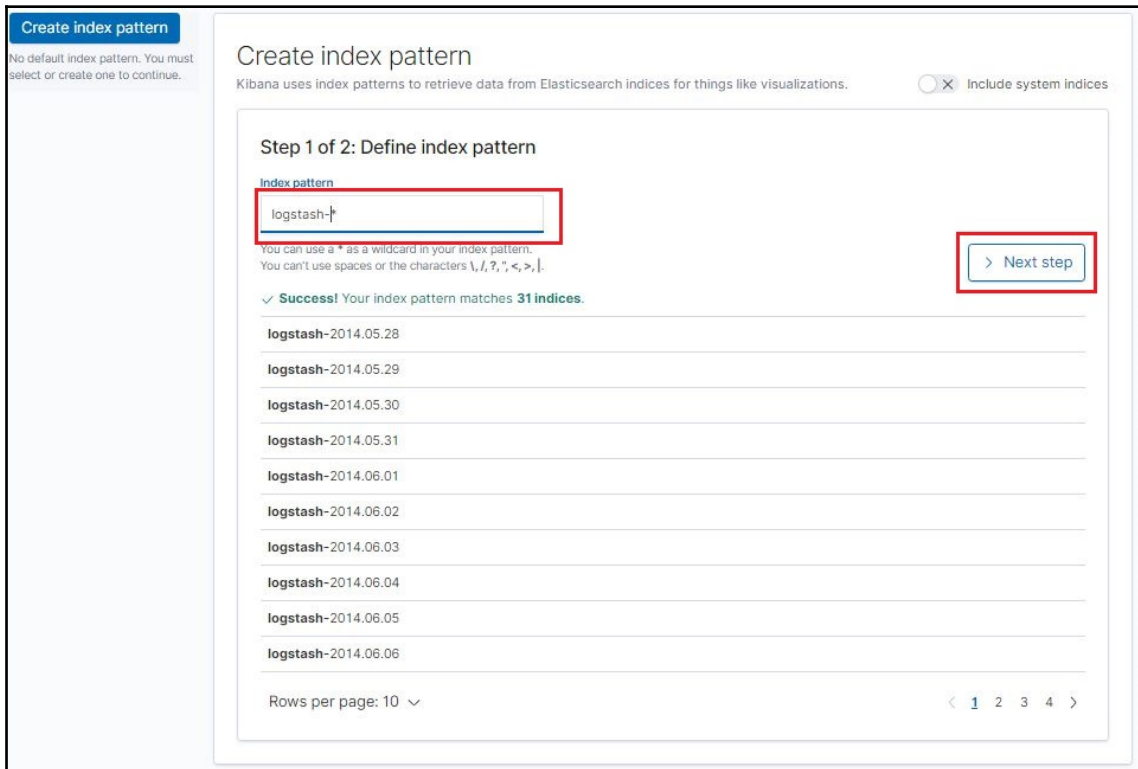 Create index pattern
No default index pattern. You must
select or create one to continue.
Create index pattern
Kibana uses index patterns to retrieve data from Elasticsearch indices for things like visualizations.
Include system indices
Step 1 of 2: Define index pattern
Index pattern
logstash-*
You can use a * as a wildcard in your index pattern.
You can't use spaces or the characters \, /, ?, ", <, >, |.
> Next step
✓ Success! Your index pattern matches 31 indices.
logstash-2014.05.28
logstash-2014.05.29
logstash-2014.05.30
logstash-2014.05.31
logstash-2014.06.01
logstash-2014.06.02
logstash-2014.06.03
logstash-2014.06.04
logstash-2014.06.05
logstash-2014.06.06
Rows per page: 10
< 1 2 3 4 >